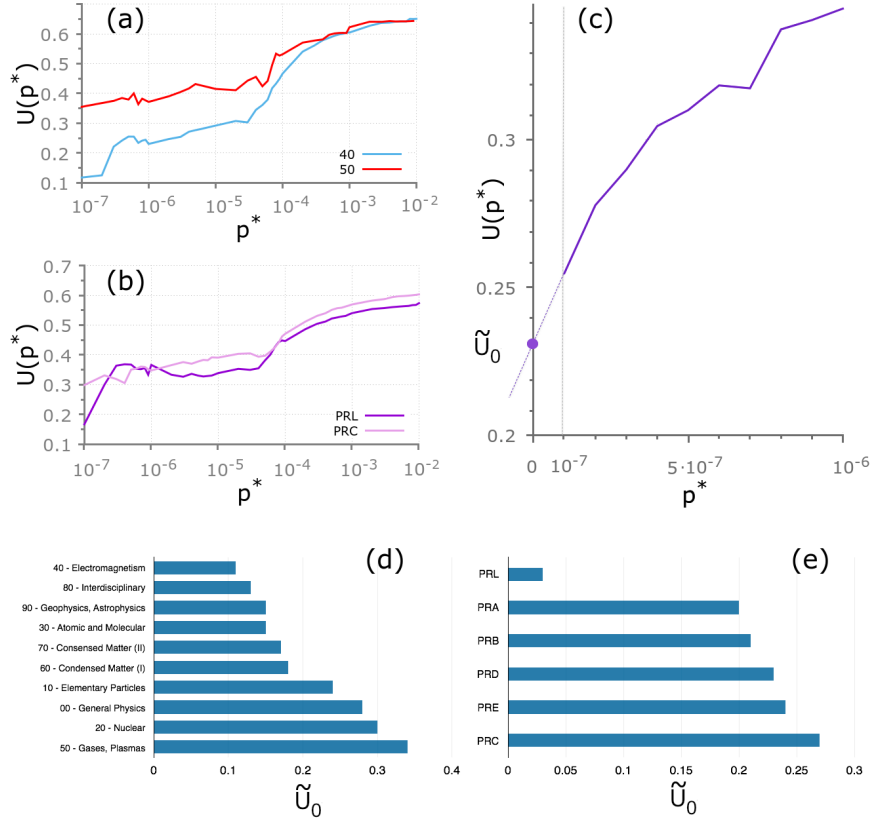 (a)
U(p*)
0.6
0.5
0.4
0.3
0.2
0.1
40
50
10-7
10-6
10-5
10-4
10-3
10-2
p*
(b)
U(p*)
0.7
0.6
0.5
0.4
0.3
0.2
0.1
PRL
PRC
10-7
10-6
10-5
10-4
10-3
10-2
p*
(c)
U(p*)
0.3
0.25
Ũ0
0.2
0
10-7
5·10-7
10-6
p*
(d)
40 - Electromagnetism
80 - Interdisciplinary
90 - Geophysics, Astrophysics
30 - Atomic and Molecular
70 - Consensed Matter (II)
60 - Condensed Matter (I)
10 - Elementary Particles
00 - General Physics
20 - Nuclear
50 - Gases, Plasmas
0
0.1
0.2
0.3
0.4
Ũ0
(e)
PRL
PRA
PRB
PRD
PRE
PRC
0
0.05
0.1
0.15
0.2
0.25
0.3
Ũ0